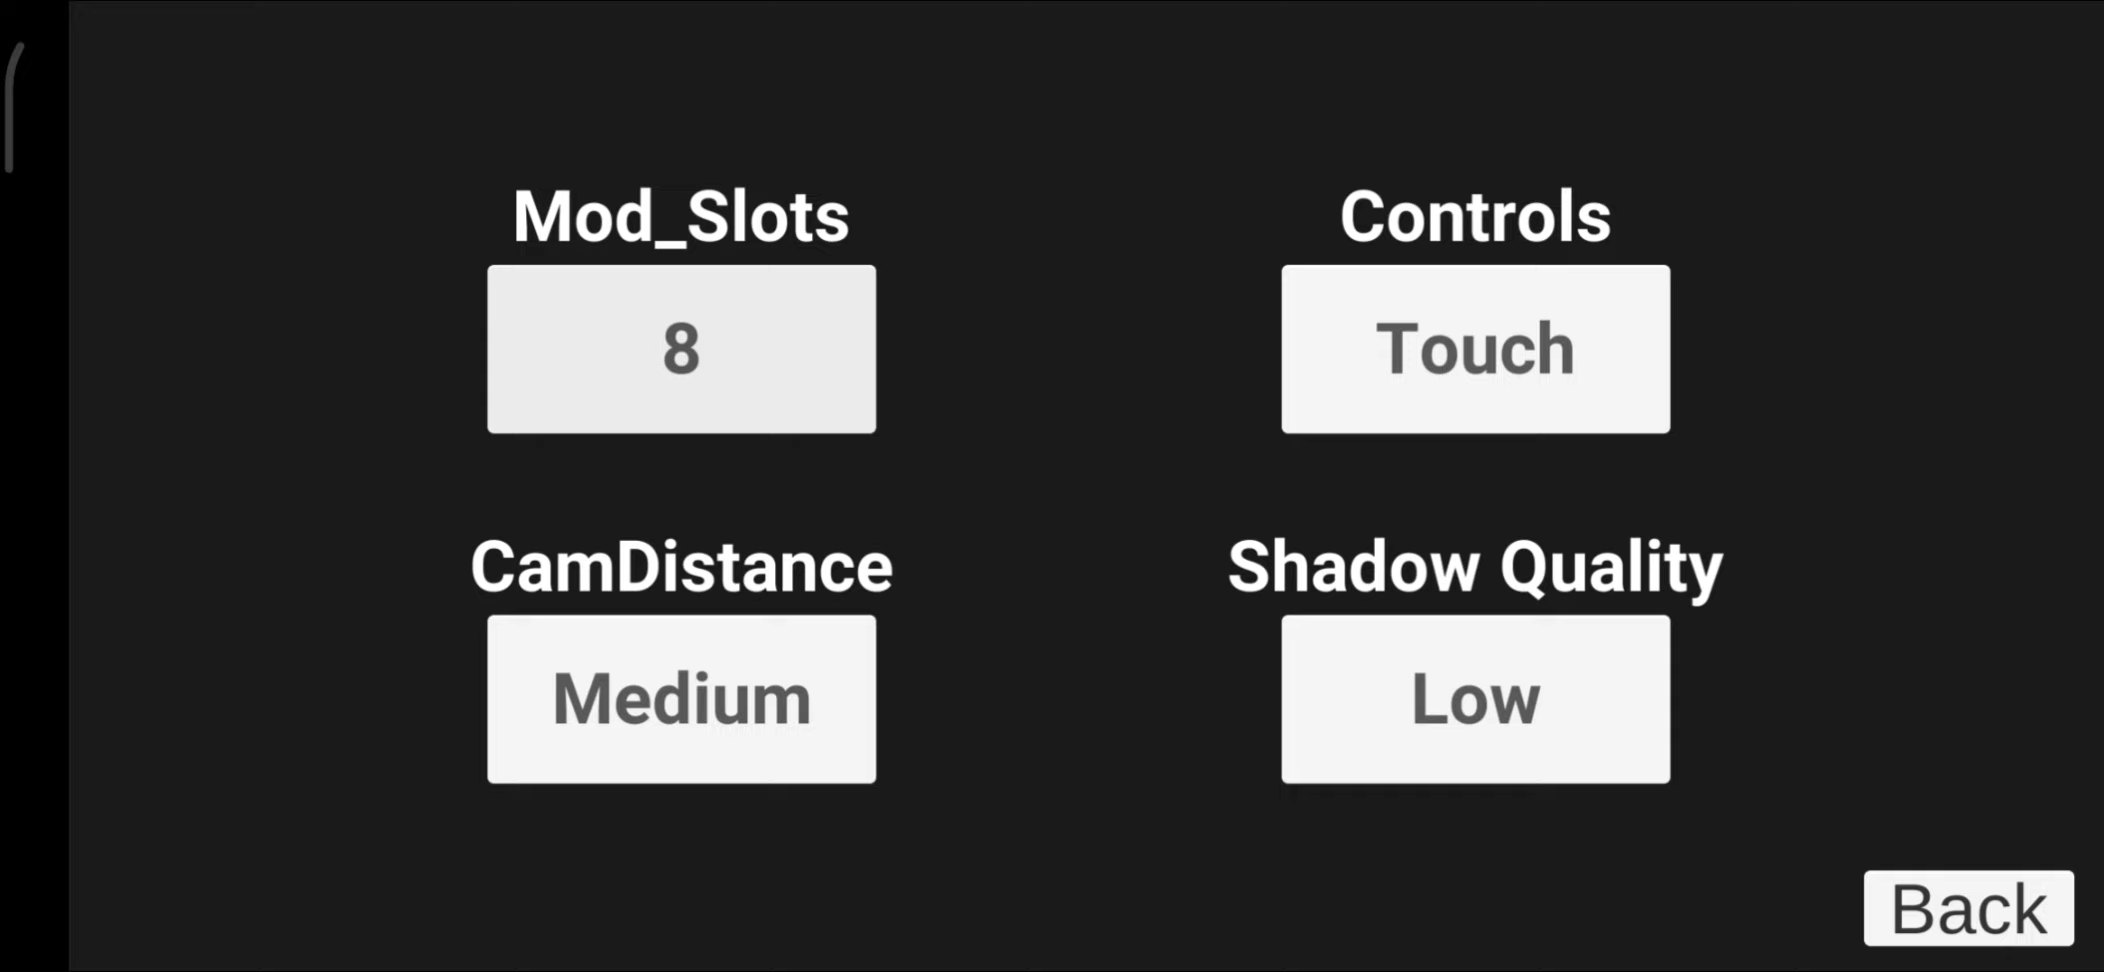 Mod_Slots
8
Controls
Touch
CamDistance
Medium
Shadow Quality
Low
Back